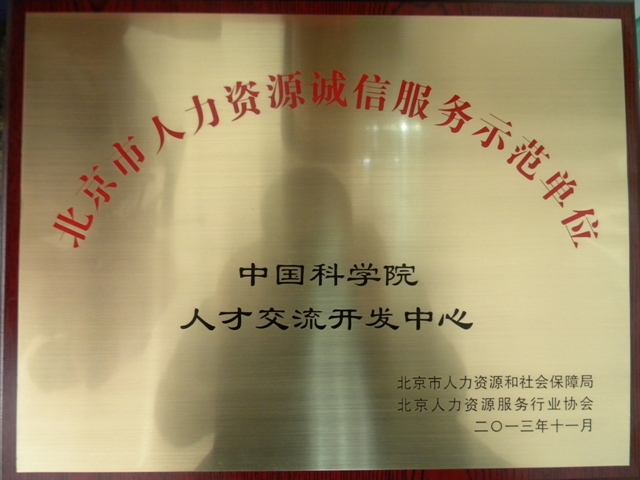 北京市人力资源诚信服务示范单位
中国科学院
人才交流开发中心
北京市人力资源和社会保障局
北京人力资源服务行业协会
二〇一三年十一月